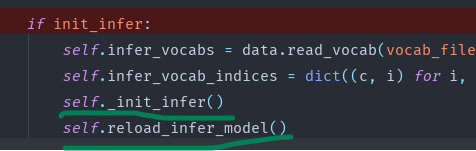 if init_infer:
self.infer_vocabs = data.read_vocab(vocab_file
self.infer_vocab_indices = dict((c, i) for i,
self._init_infer()
self.reload_infer_model()